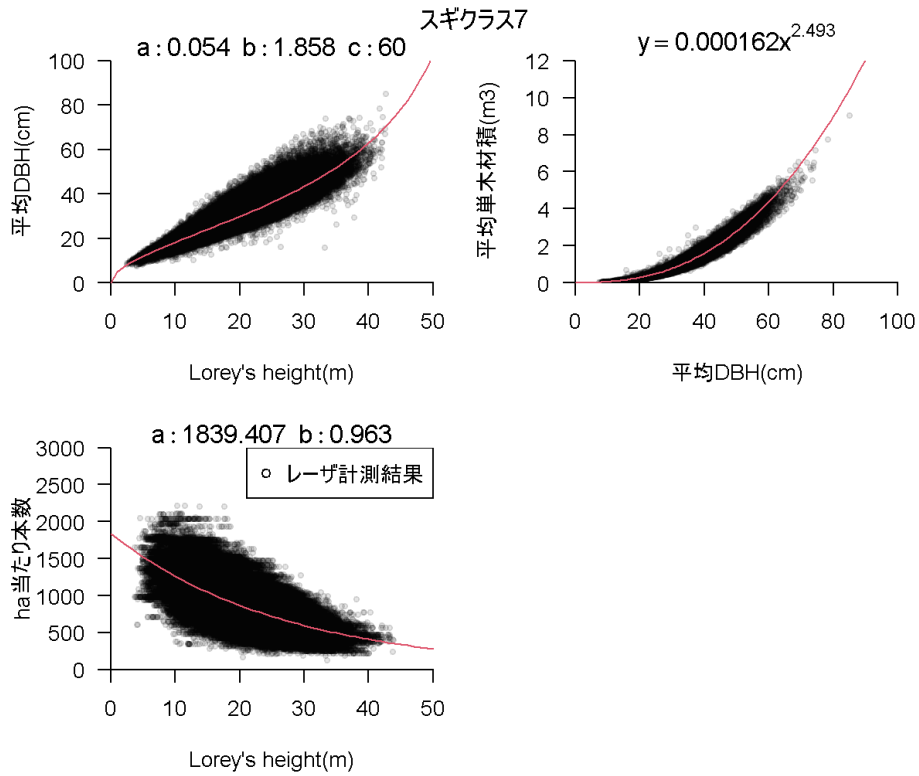 スギクラス7
a : 0.054 b : 1.858 c : 60
平均DBH(cm)
100
80
60
40
20
0
0 10 20 30 40 50
Lorey's height(m)
y = 0.000162x^2.493
平均単木材積(m3)
12
10
8
6
4
2
0
0 20 40 60 80 100
平均DBH(cm)
a : 1839.407 b : 0.963
レーザ計測結果
ha当たり本数
3000
2500
2000
1500
1000
500
0
0 10 20 30 40 50
Lorey's height(m)